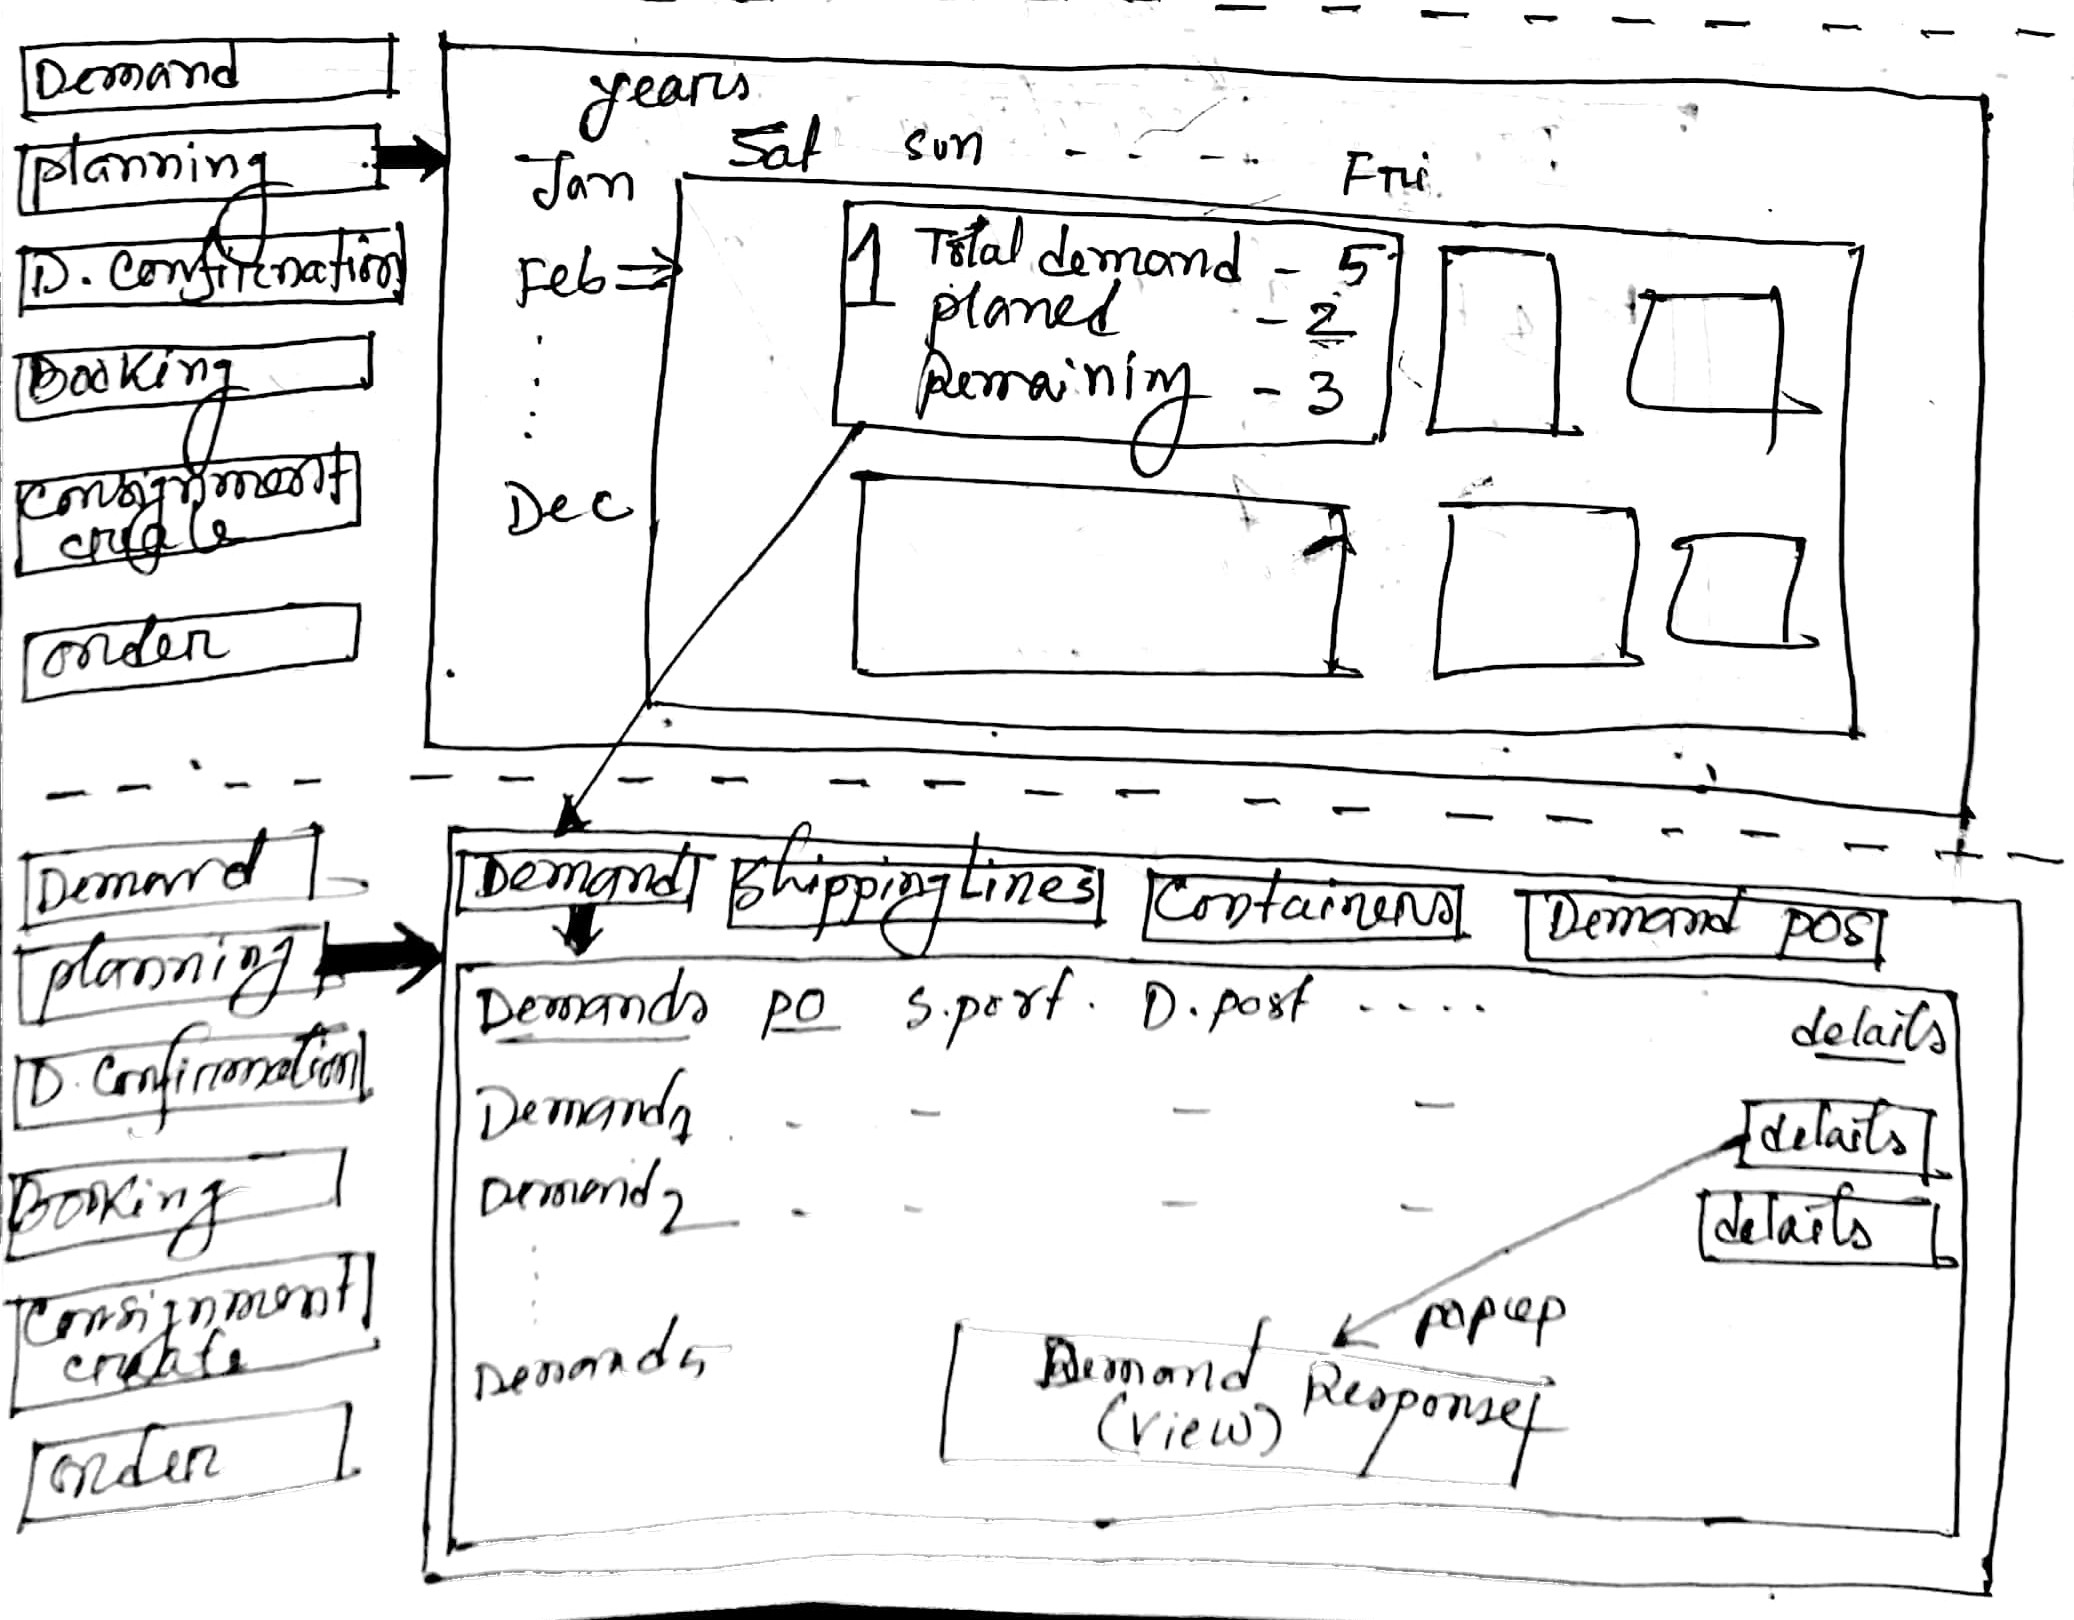 Demand
planning
D. Confirmation
Booking
Consignment
create
order
years
Sat sun - - - - Fri
Jan
Feb
Dec
1 Total demand - 5
planed - 2
Remaining - 3
Demand
planning
D. Confirmation
Booking
Consignment
create
order
Demand Shipping Lines Containers Demand pos
Demands po S.port. D.port ..... details
Demand1 - - - - details
Demand2 - - - - details
Demand5
popup
Demand Response
(view)